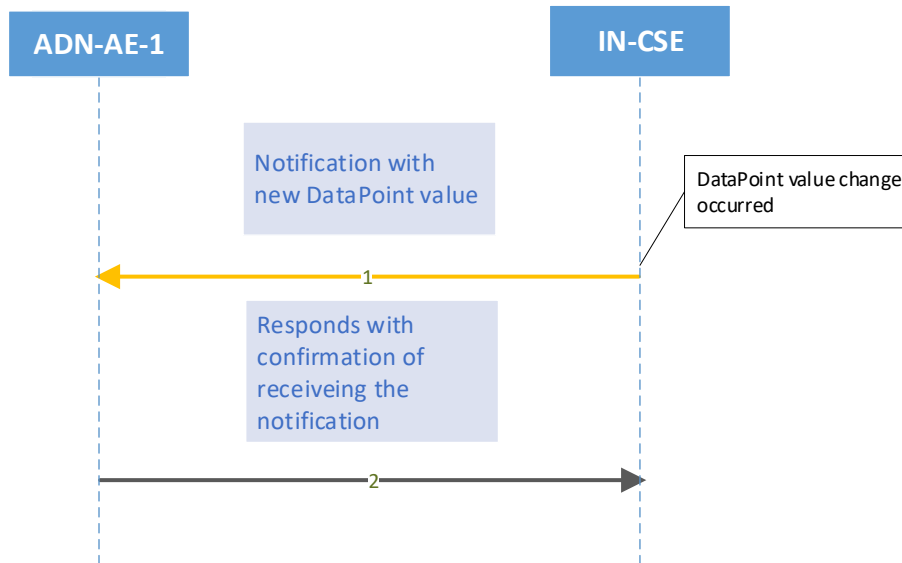 ADN-AE-1
IN-CSE
Notification with
new DataPoint value
DataPoint value change
occurred
1
Responds with
confirmation of
receiveing the
notification
2